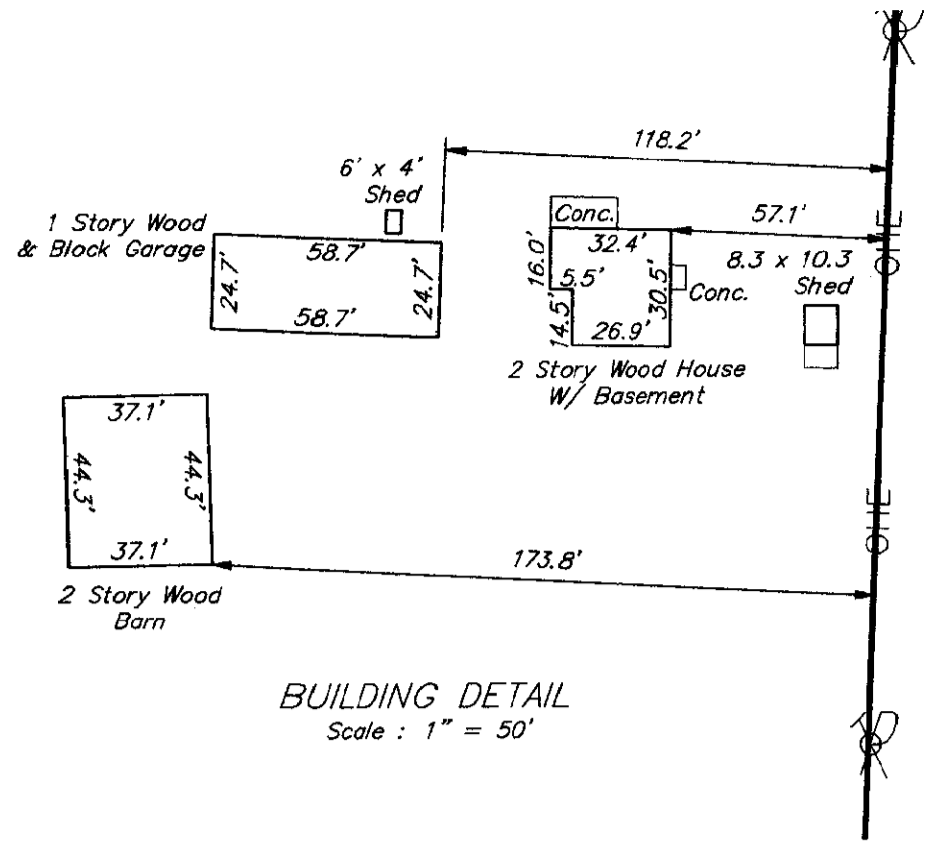 118.2'
6' x 4'
Shed
1 Story Wood
& Block Garage
58.7'
24.7'
24.7'
58.7'
Conc.
32.4'
57.1'
16.0'
5.5'
30.5'
Conc.
14.5'
26.9'
8.3 x 10.3
Shed
2 Story Wood House
W/ Basement
OHE
37.1'
44.3'
44.3'
37.1'
2 Story Wood
Barn
173.8'
OHE
BUILDING DETAIL
Scale : 1" = 50'